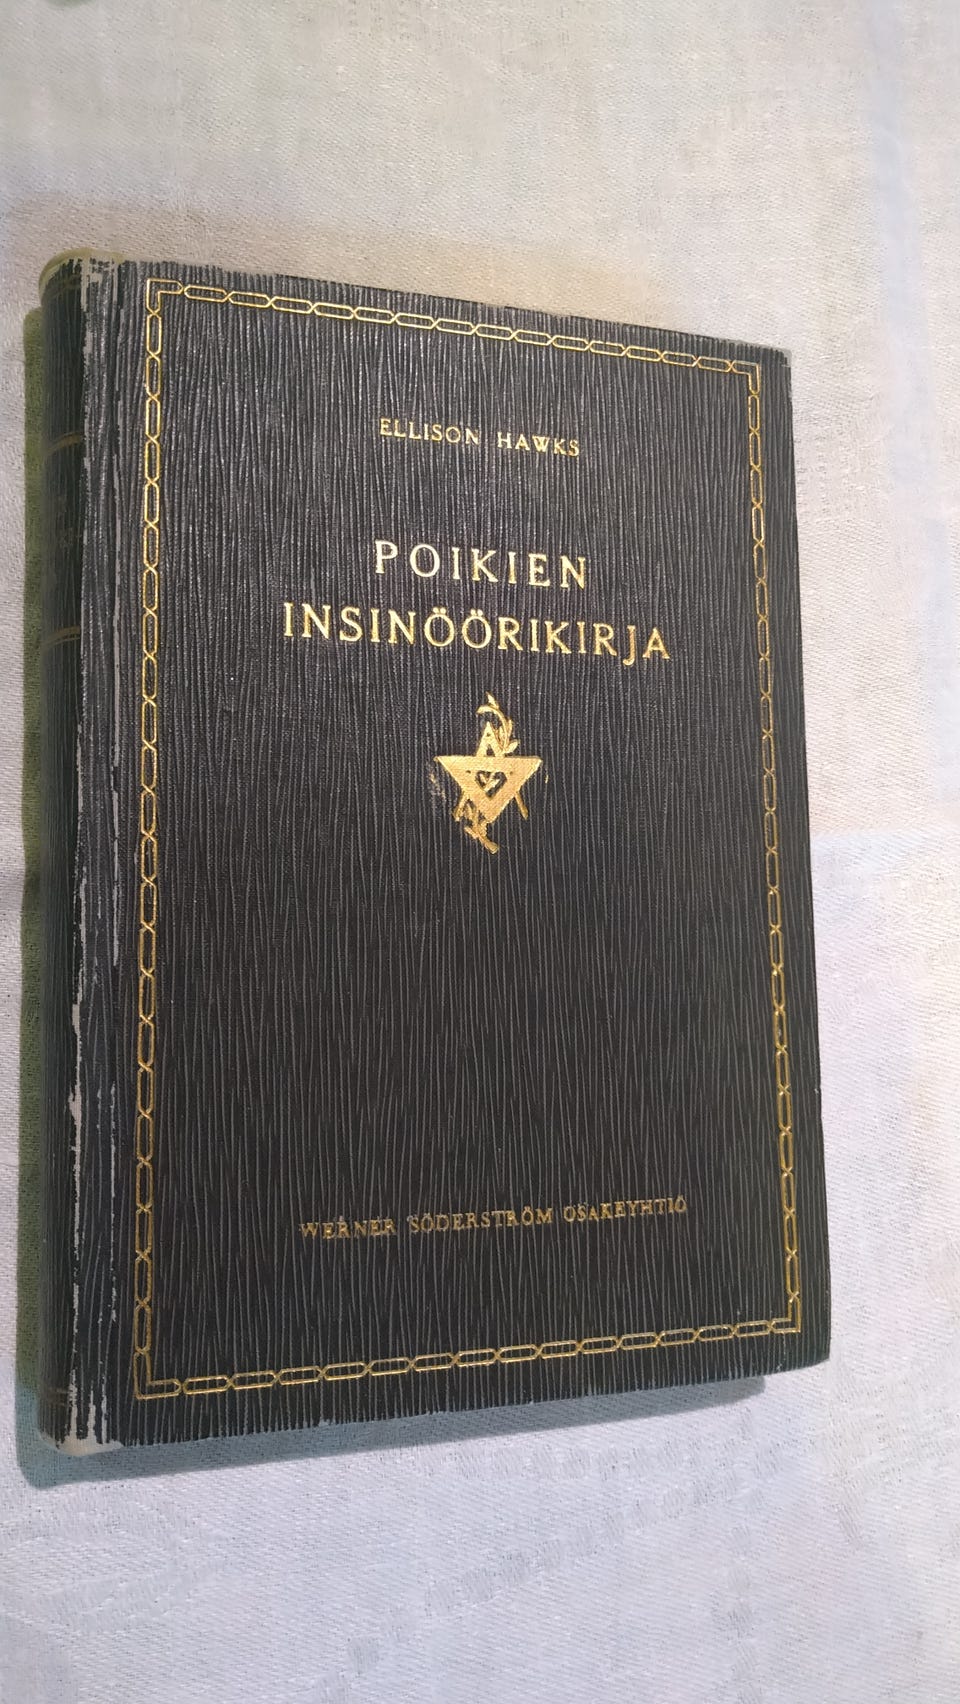 ELLISON HAWKS
POIKIEN
INSINÖÖRIKIRJA
WERNER SÖDERSTRÖM OSAKEYHTIÖ